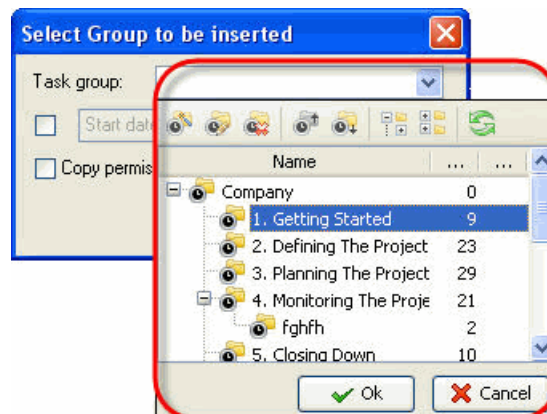 Select Group to be inserted
Task group:
Start date
Copy permis
Name ... ...
Company 0
1. Getting Started 9
2. Defining The Project 23
3. Planning The Project 29
4. Monitoring The Proje 21
fghfh 2
5. Closing Down 10
Ok Cancel